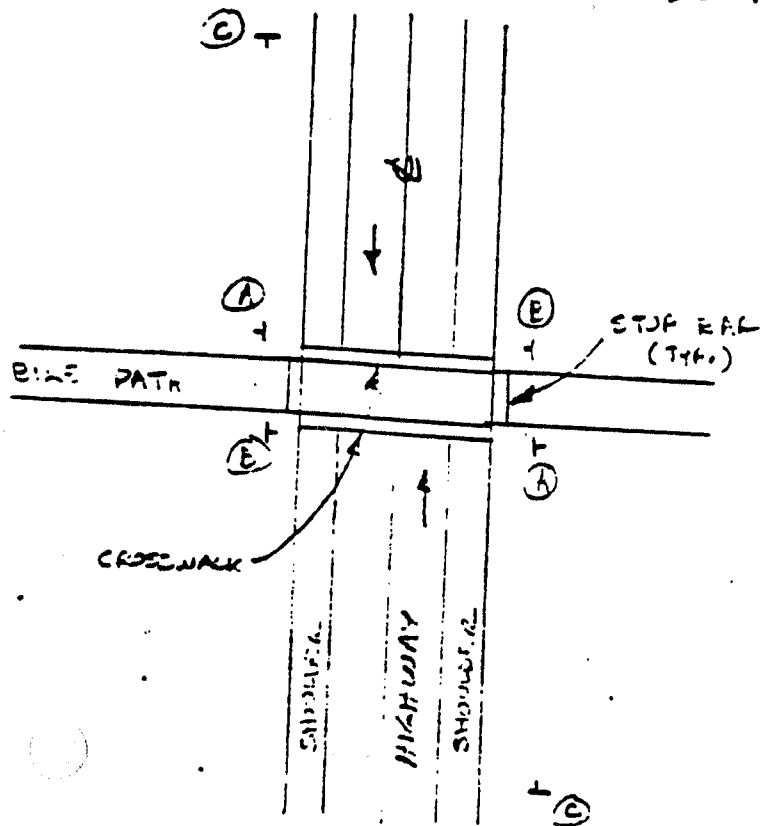 C
A
B
STOP BAR
(TYP.)
BIKE PATH
B
A
CROSSWALK
SHOULDER
HIGHWAY
SHOULDER
C